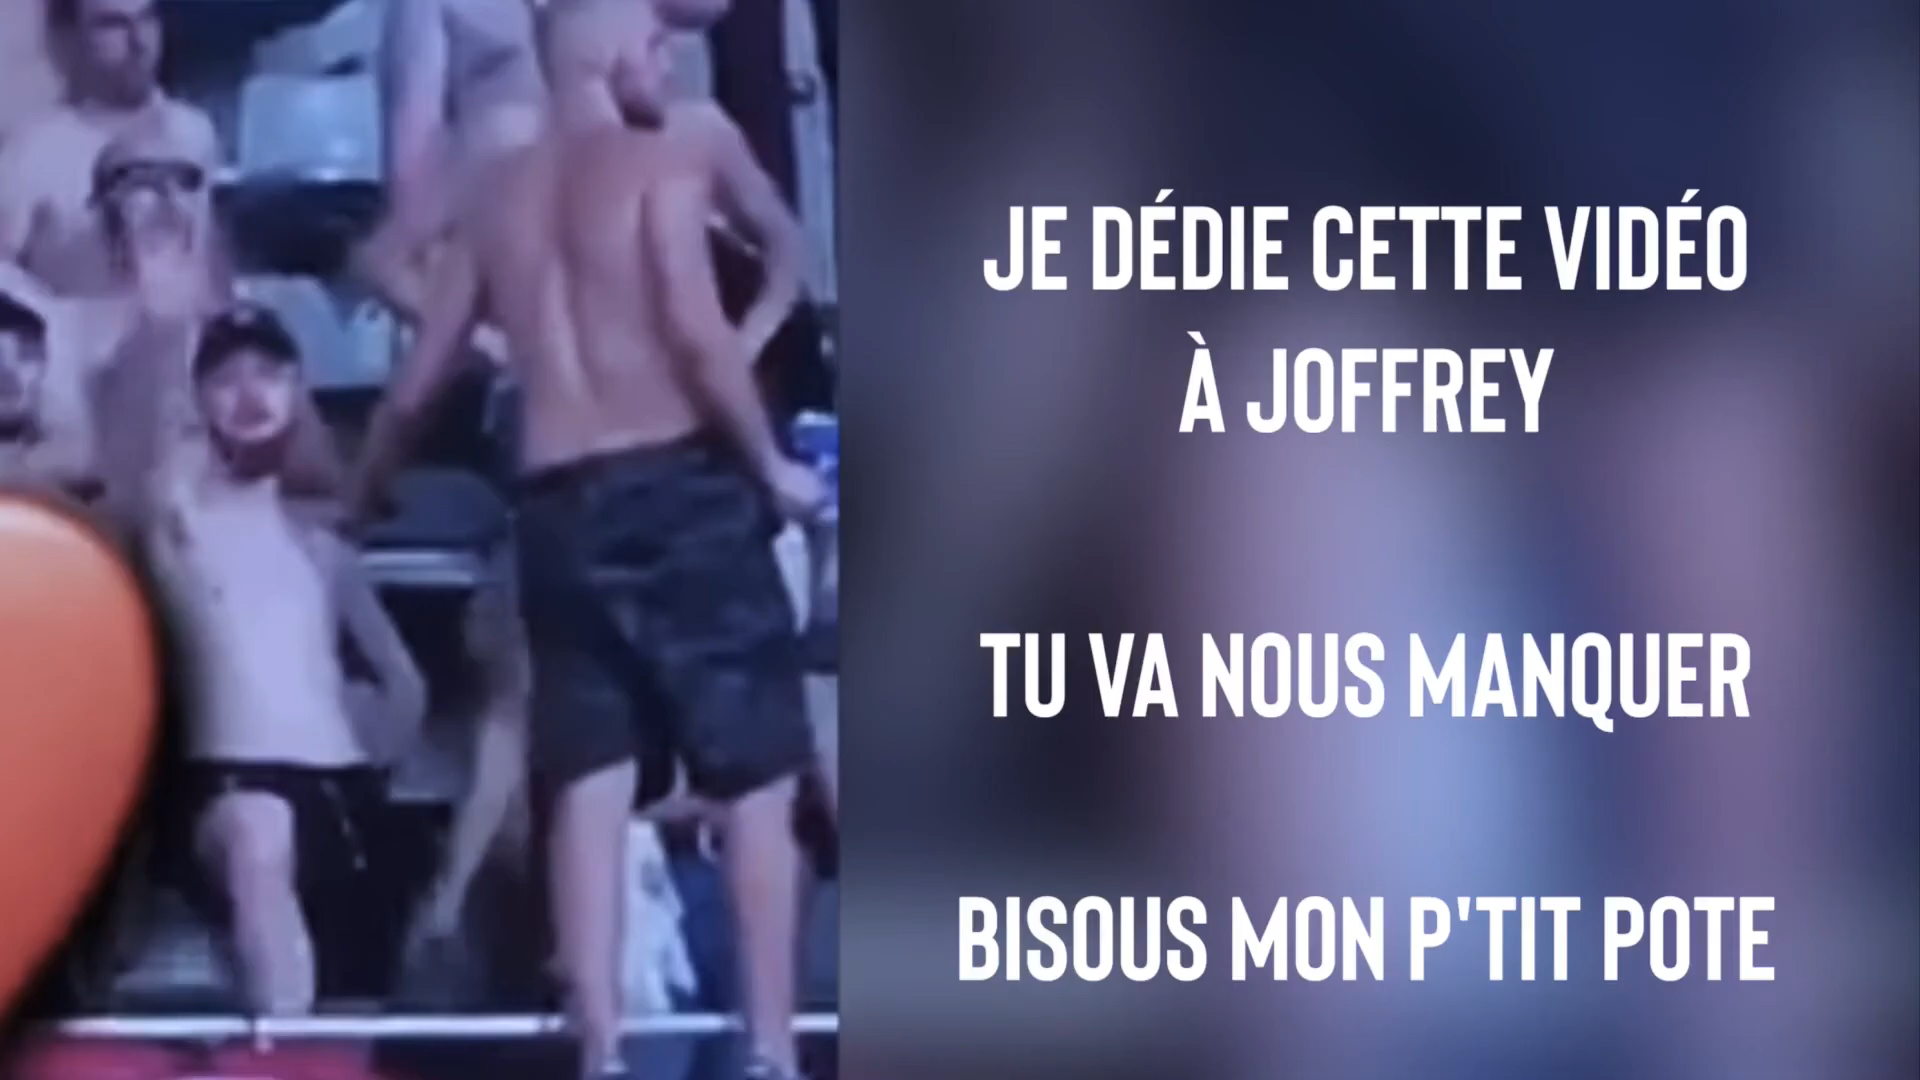 JE DÉDIE CETTE VIDÉO
À JOFFREY
TU VA NOUS MANQUER
BISOUS MON P'TIT POTE